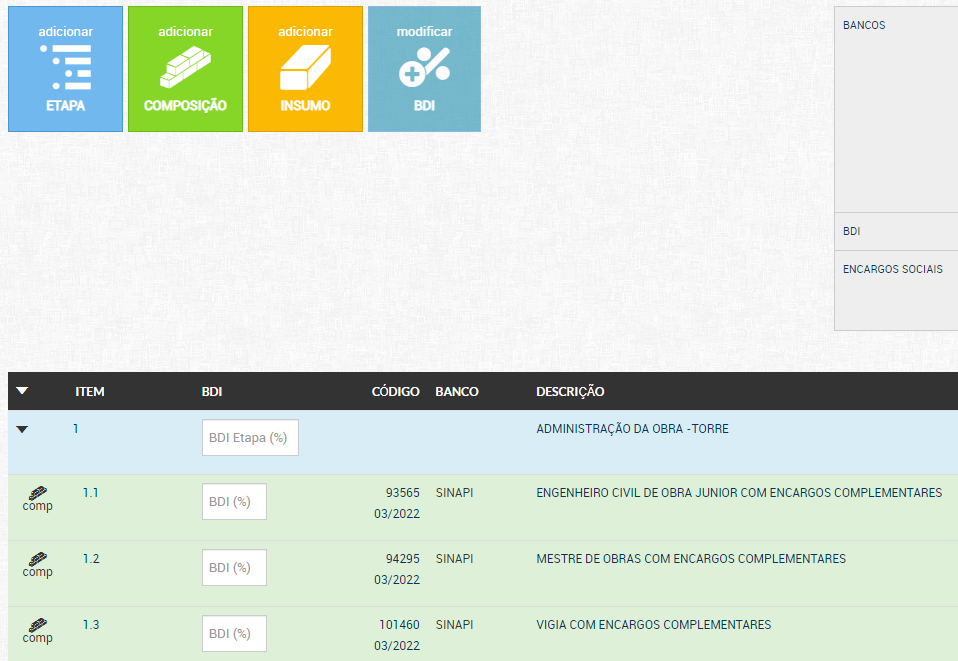 adicionar
ETAPA
adicionar
COMPOSIÇÃO
adicionar
INSUMO
modificar
BDI
BANCOS
BDI
ENCARGOS SOCIAIS
ITEM BDI CÓDIGO BANCO DESCRIÇÃO
1 BDI Etapa (%) ADMINISTRAÇÃO DA OBRA -TORRE
comp 1.1 BDI (%) 93565 SINAPI ENGENHEIRO CIVIL DE OBRA JUNIOR COM ENCARGOS COMPLEMENTARES
03/2022
comp 1.2 BDI (%) 94295 SINAPI MESTRE DE OBRAS COM ENCARGOS COMPLEMENTARES
03/2022
comp 1.3 BDI (%) 101460 SINAPI VIGIA COM ENCARGOS COMPLEMENTARES
03/2022